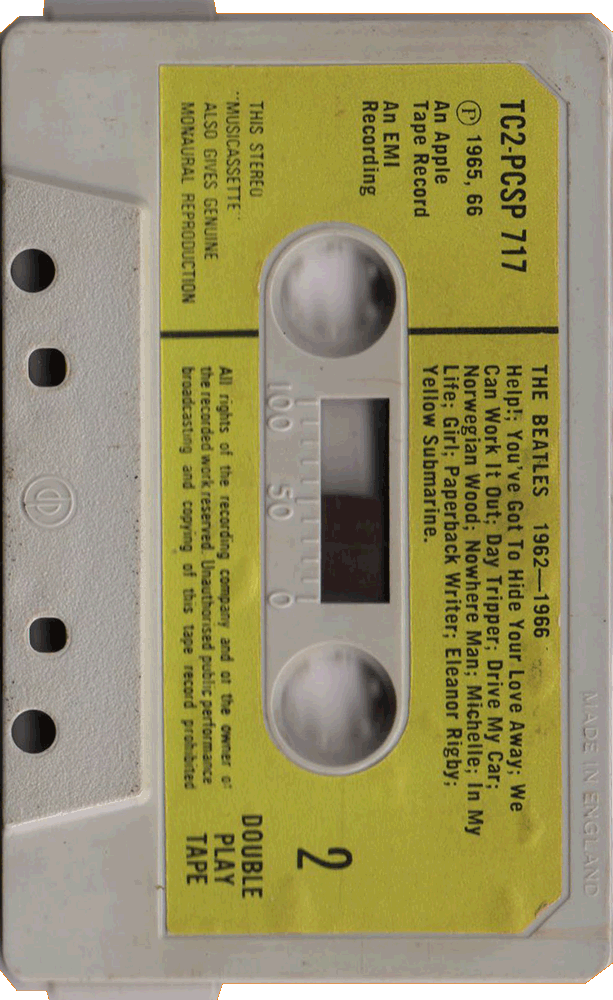 TC2-PCSP 717
Ⓟ 1965, 66
An Apple
Tape Record
An EMI
Recording
THIS STEREO
"MUSICASSETTE"
ALSO GIVES GENUINE
MONAURAL REPRODUCTION
THE BEATLES 1962—1966
Help!; You've Got To Hide Your Love Away; We
Can Work It Out; Day Tripper; Drive My Car;
Norwegian Wood; Nowhere Man; Michelle; In My
Life; Girl; Paperback Writer; Eleanor Rigby;
Yellow Submarine.
100 50 0
All rights of the recording company and of the owner of
the recorded work reserved. Unauthorised public performance
broadcasting and copying of this tape record prohibited
2
DOUBLE
PLAY
TAPE
MADE IN ENGLAND